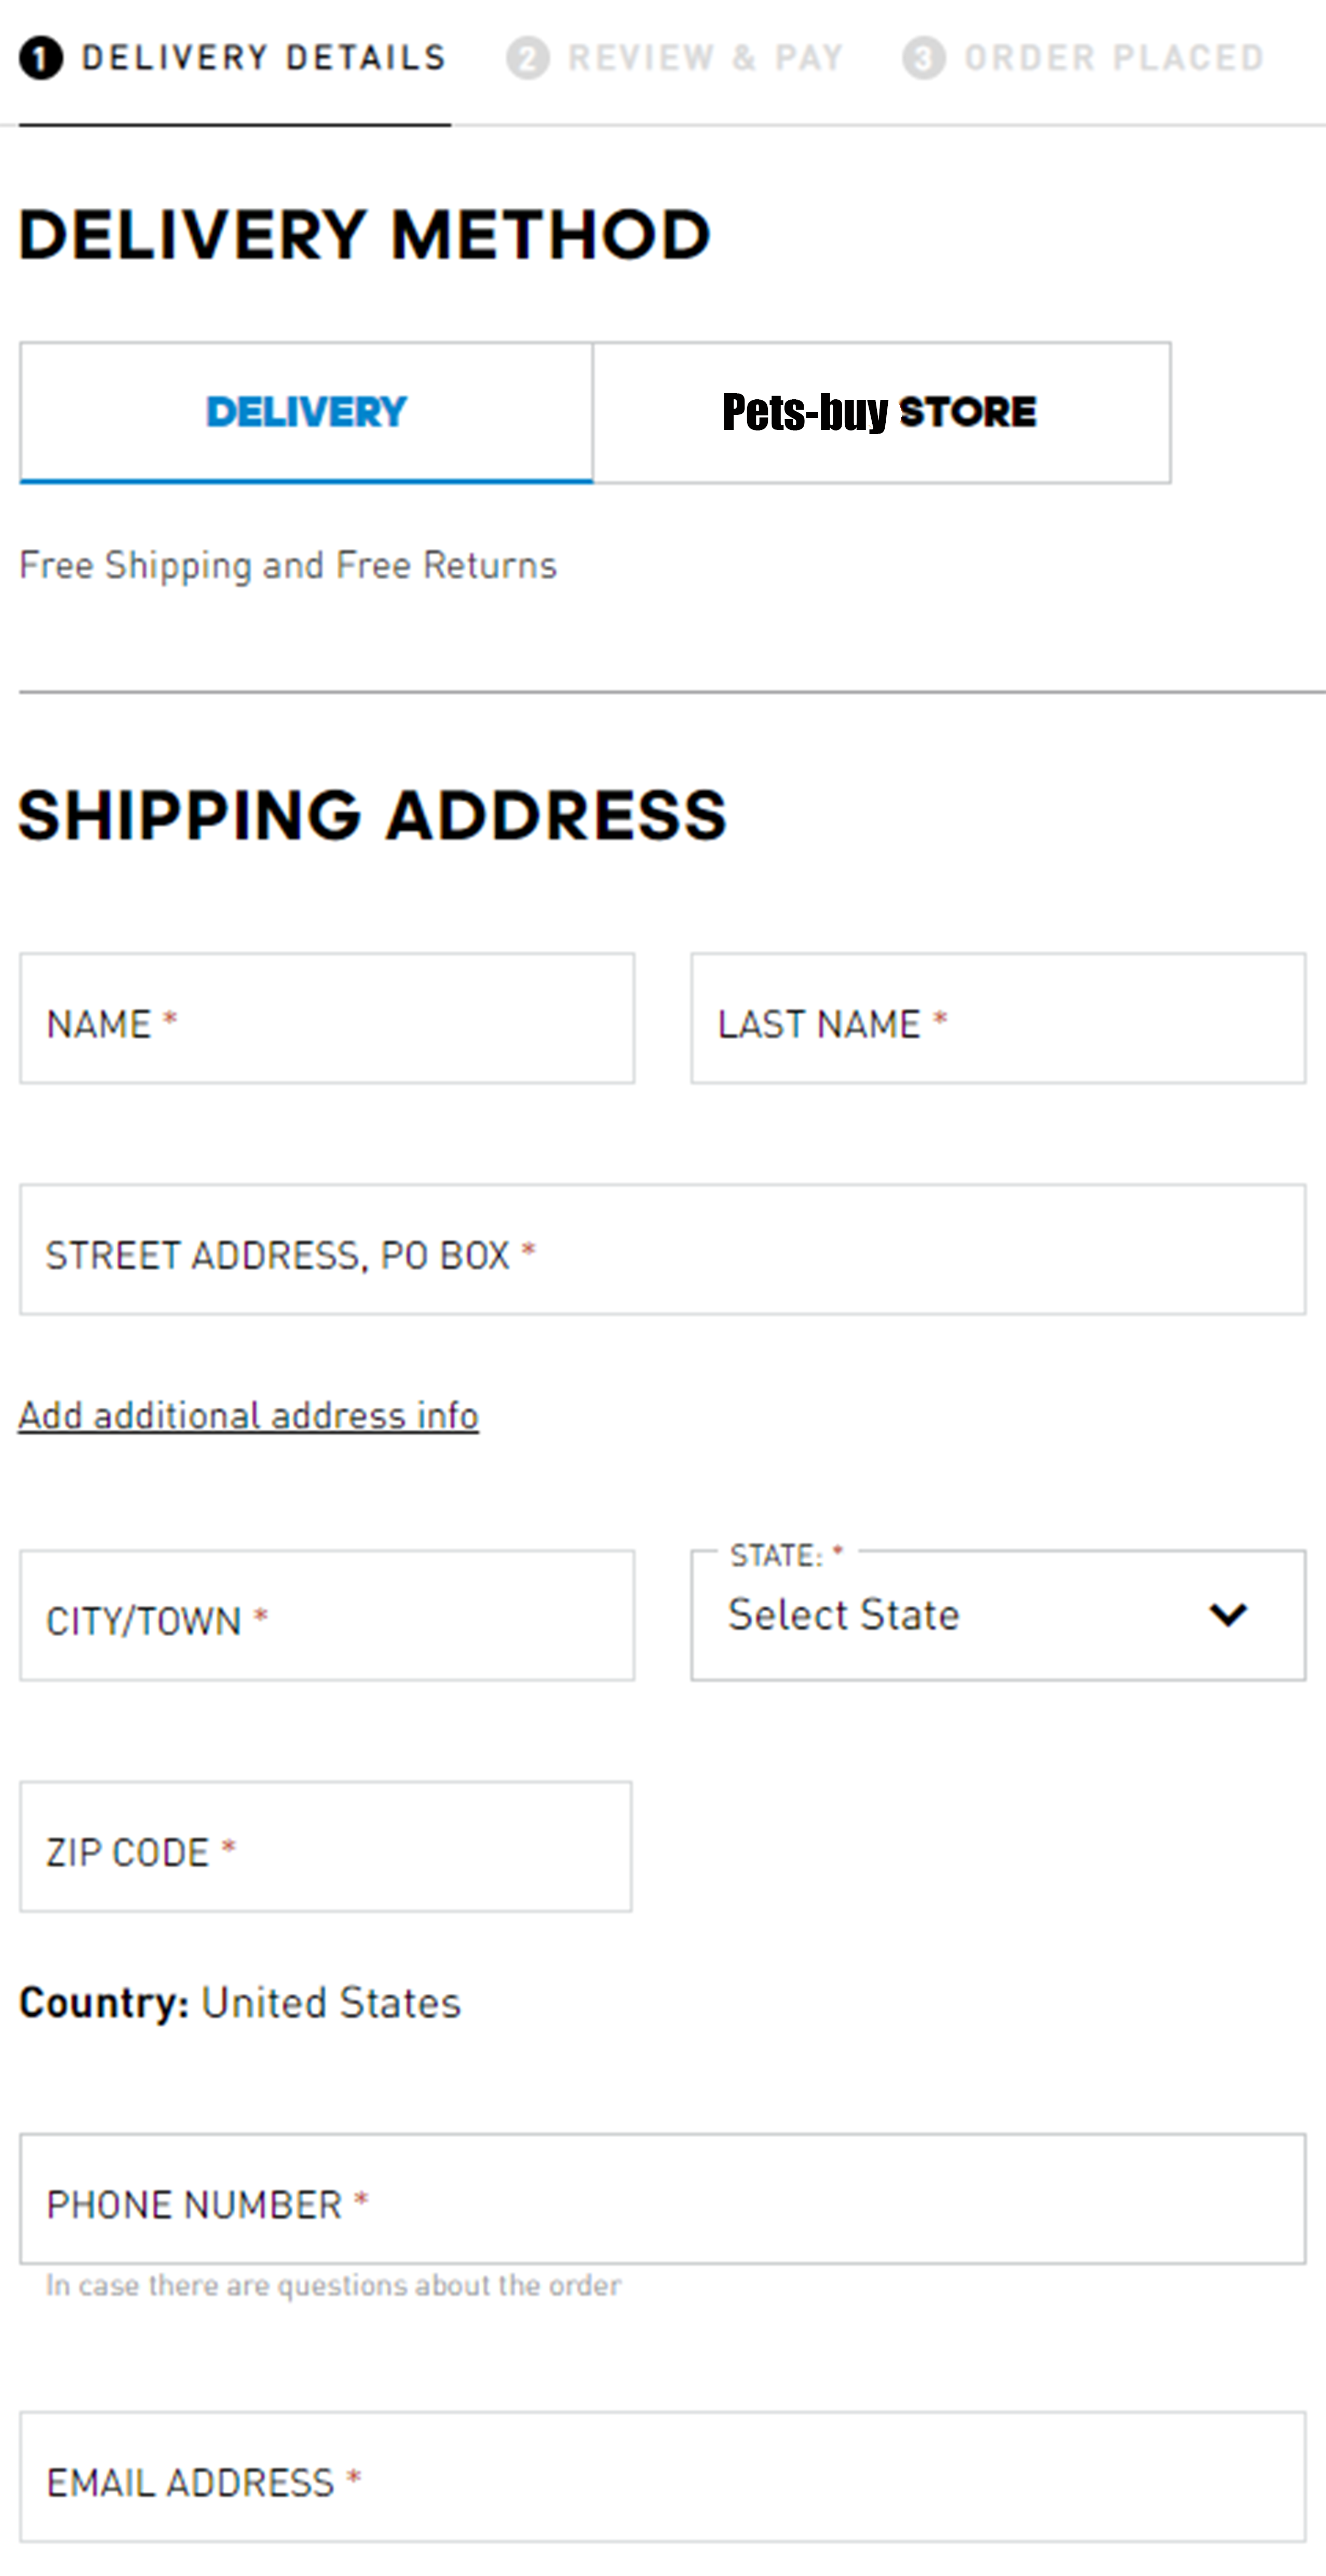 1 DELIVERY DETAILS 2 REVIEW & PAY 3 ORDER PLACED
DELIVERY METHOD
DELIVERY Pets-buy STORE
Free Shipping and Free Returns
SHIPPING ADDRESS
NAME * LAST NAME *
STREET ADDRESS, PO BOX *
Add additional address info
STATE: *
CITY/TOWN * Select State
ZIP CODE *
Country: United States
PHONE NUMBER *
In case there are questions about the order
EMAIL ADDRESS *